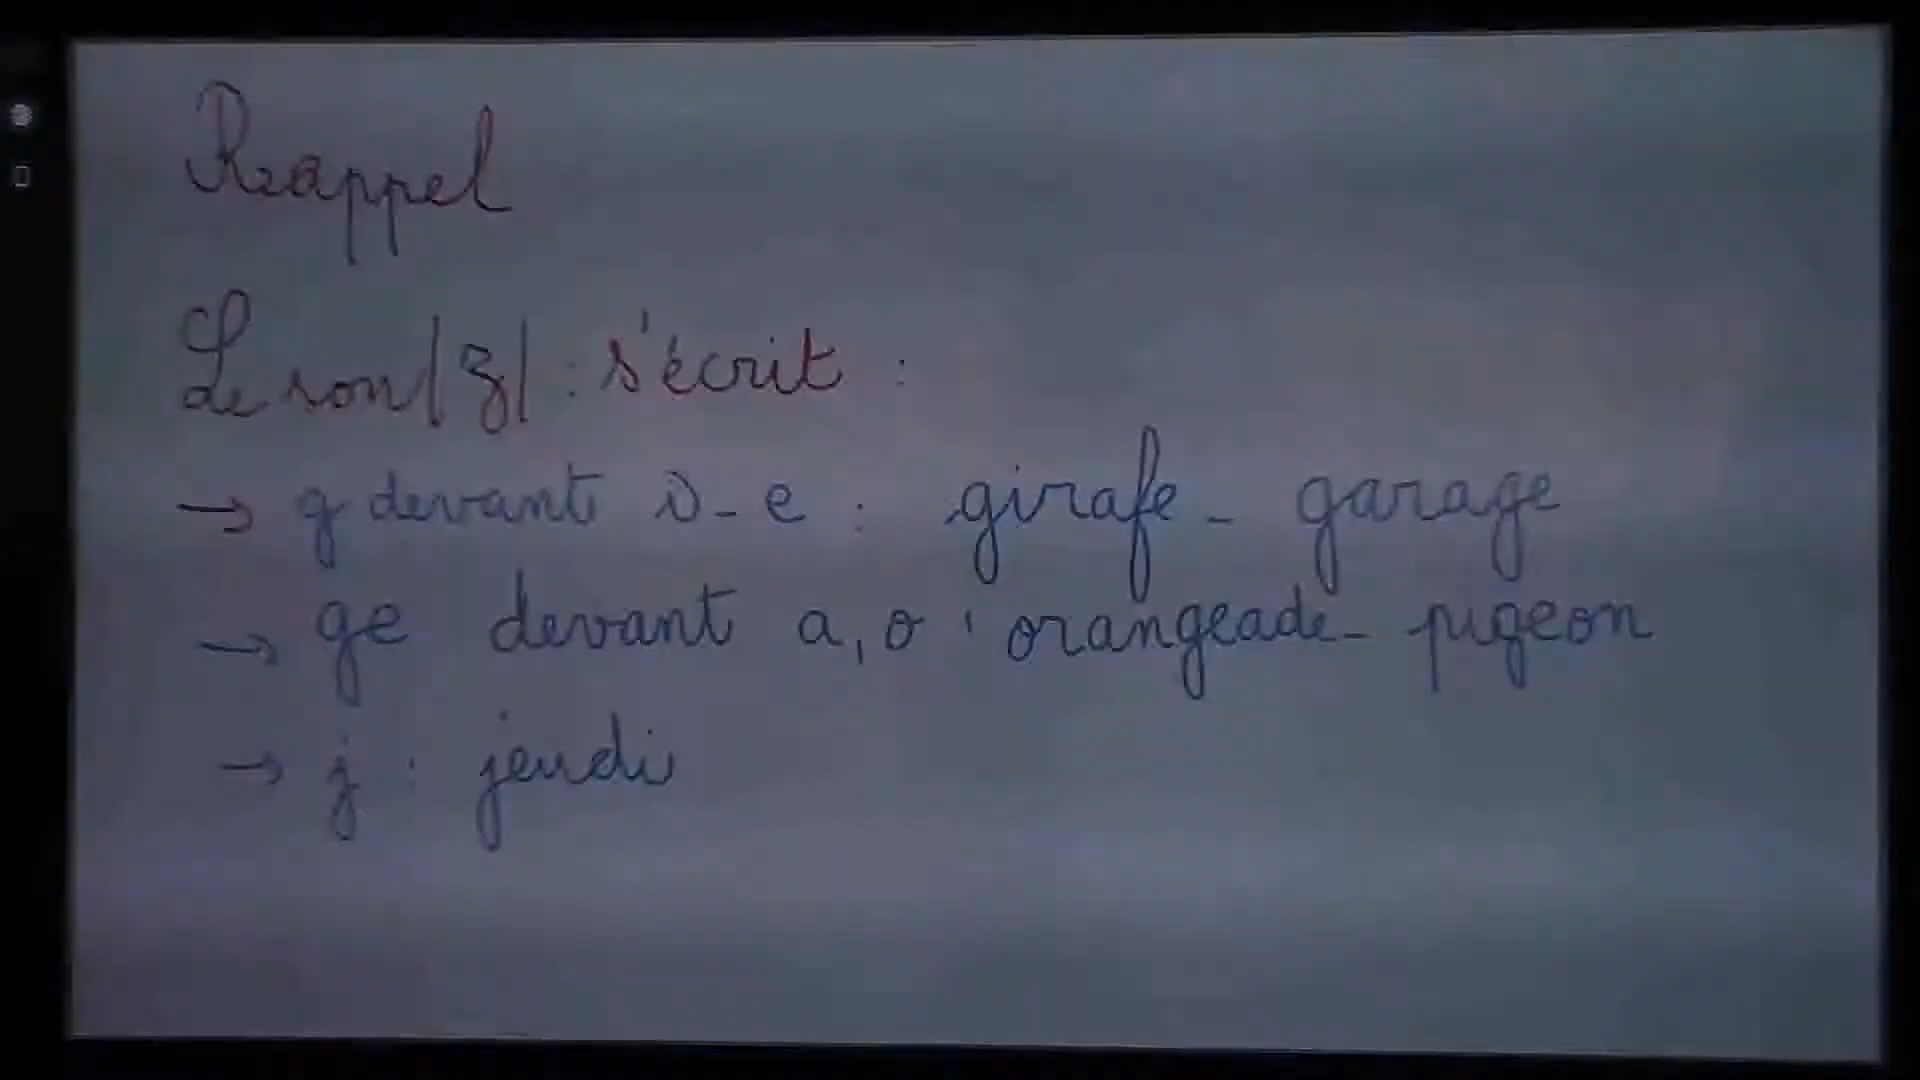 Rappel
Le son /ʒ/ : s'écrit :
→ g devant i - e : girafe - garage
→ ge devant a, o : orangeade - pigeon
→ j : jeudi